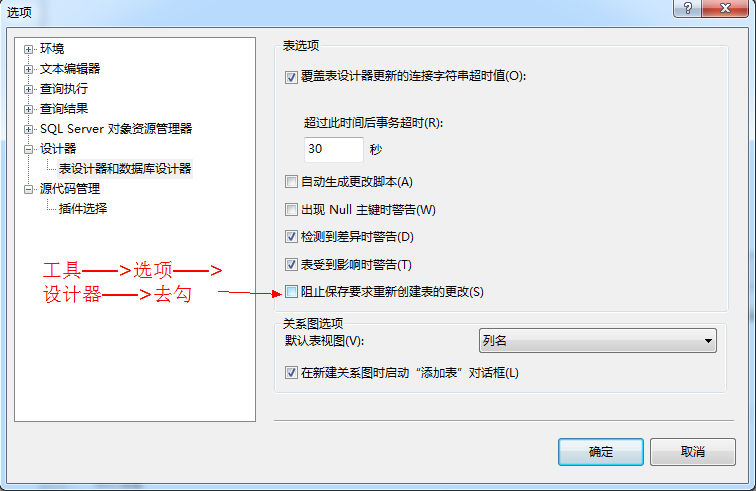 选项
环境
文本编辑器
查询执行
查询结果
SQL Server 对象资源管理器
设计器
表设计器和数据库设计器
源代码管理
插件选择
工具——>选项——>
设计器——>去勾
表选项
覆盖表设计器更新的连接字符串超时值(O):
超过此时间后事务超时(R):
30 秒
自动生成更改脚本(A)
出现 Null 主键时警告(W)
检测到差异时警告(D)
表受到影响时警告(T)
阻止保存要求重新创建表的更改(S)
关系图选项
默认表视图(V): 列名
在新建关系图时启动“添加表”对话框(L)
确定 取消